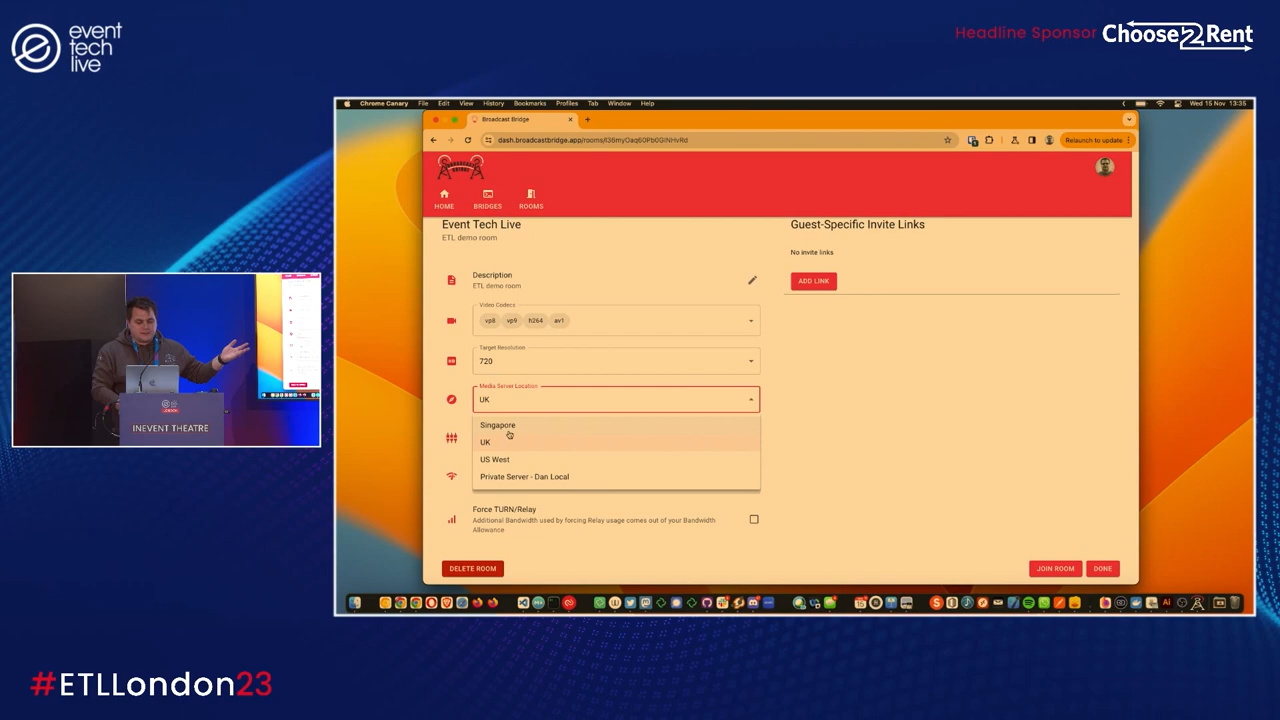 event
tech
live
Headline Sponsor Choose2Rent
Chrome Canary File Edit View History Bookmarks Profiles Tab Window Help Wed 15 Nov 13:35
Broadcast Bridge
Relaunch to update
BROADCAST
BRIDGE
HOME BRIDGES ROOMS
Event Tech Live
ETL demo room
Description
ETL demo room
Video Codecs
vp8 vp9 h264 av1
Target Resolution
720
Media Server Location
UK
Singapore
UK
US West
Private Server - Dan Local
Force TURN/Relay
Additional Bandwidth used by forcing Relay usage comes out of your Bandwidth
Allowance
DELETE ROOM
JOIN ROOM DONE
Guest-Specific Invite Links
No invite links
ADD LINK
INEVENT THEATRE
#ETLLondon23